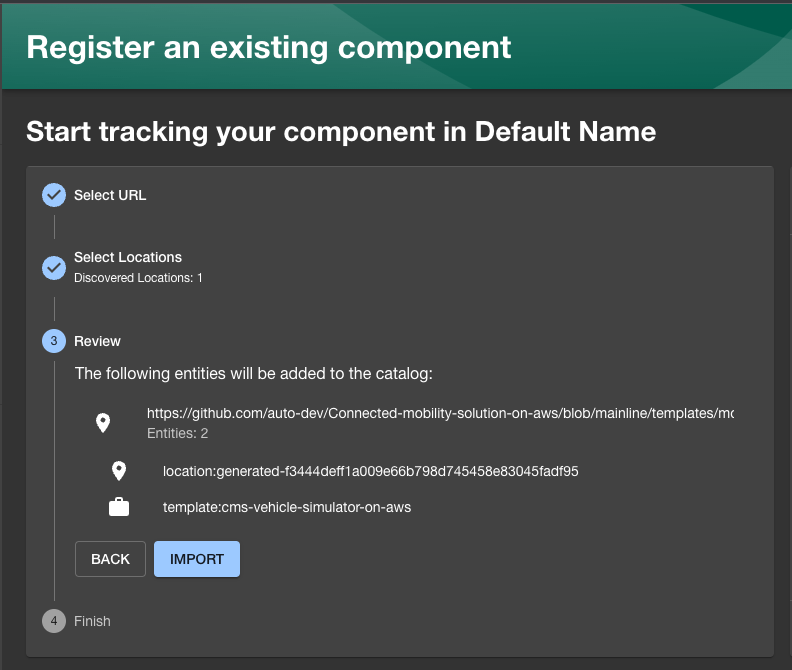 Register an existing component
Start tracking your component in Default Name
Select URL
Select Locations
Discovered Locations: 1
3 Review
The following entities will be added to the catalog:
https://github.com/auto-dev/Connected-mobility-solution-on-aws/blob/mainline/templates/mo
Entities: 2
location:generated-f3444deff1a009e66b798d745458e83045fadf95
template:cms-vehicle-simulator-on-aws
BACK IMPORT
4 Finish